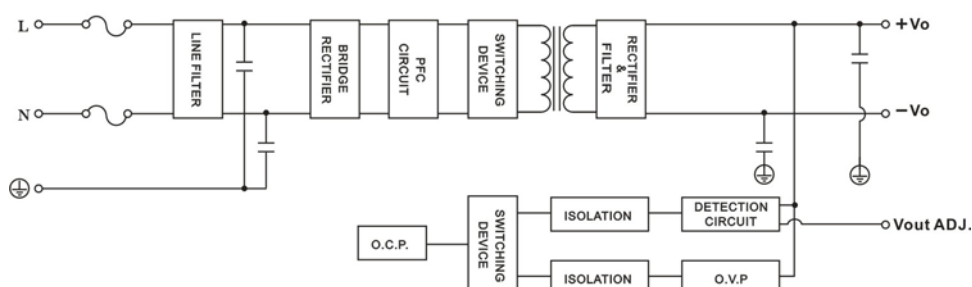 L
LINE FILTER
BRIDGE
RECTIFIER
PFC
CIRCUIT
SWITCHING
DEVICE
RECTIFIER
&
FILTER
+Vo
N
−Vo
SWITCHING
DEVICE
ISOLATION
DETECTION
CIRCUIT
Vout ADJ.
O.C.P.
ISOLATION
O.V.P